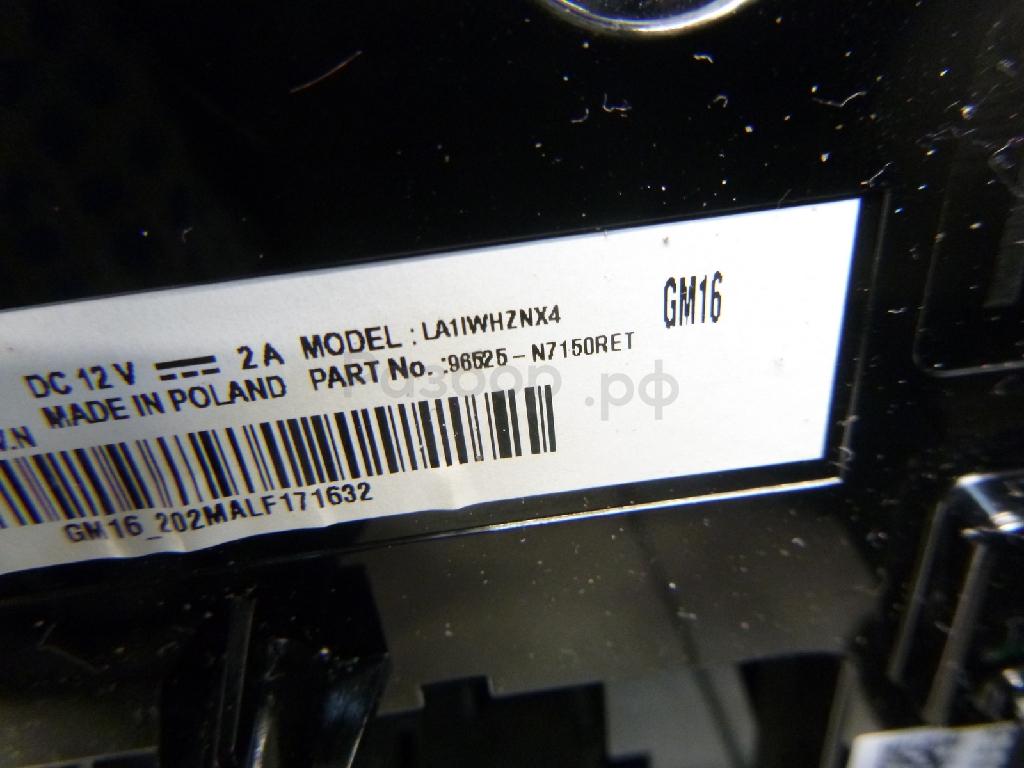 DC 12 V ⎓ 2 A MODEL : LA1IWHZNX4
MADE IN POLAND PART No. :96525 - N7150RET
GM16
GM16_202MALF171632
Разбор .рф